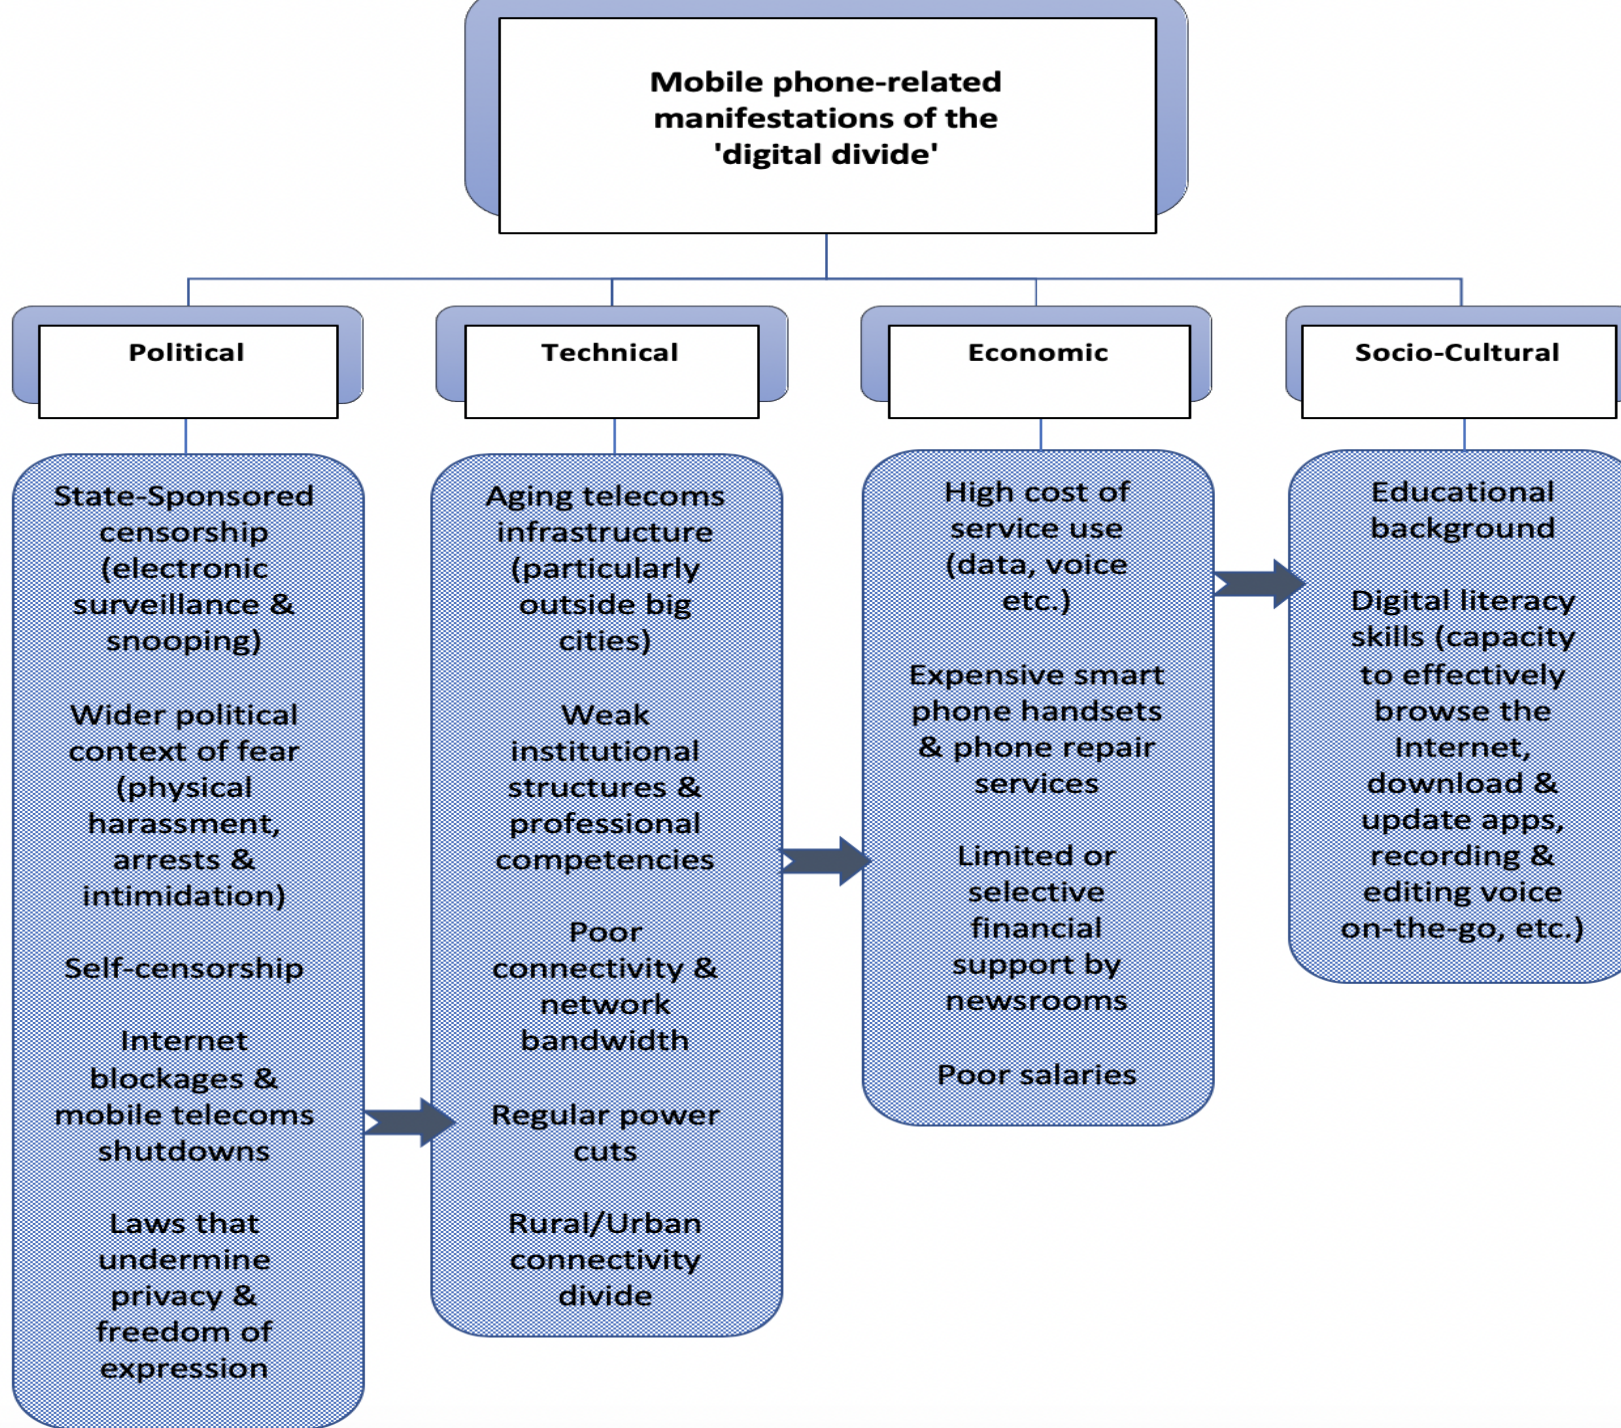 Mobile phone-related
manifestations of the
'digital divide'
Political
Technical
Economic
Socio-Cultural
State-Sponsored
censorship
(electronic
surveillance &
snooping)
Wider political
context of fear
(physical
harassment,
arrests &
intimidation)
Self-censorship
Internet
blockages &
mobile telecoms
shutdowns
Laws that
undermine
privacy &
freedom of
expression
Aging telecoms
infrastructure
(particularly
outside big
cities)
Weak
institutional
structures &
professional
competencies
Poor
connectivity &
network
bandwidth
Regular power
cuts
Rural/Urban
connectivity
divide
High cost of
service use
(data, voice
etc.)
Expensive smart
phone handsets
& phone repair
services
Limited or
selective
financial
support by
newsrooms
Poor salaries
Educational
background
Digital literacy
skills (capacity
to effectively
browse the
Internet,
download &
update apps,
recording &
editing voice
on-the-go, etc.)